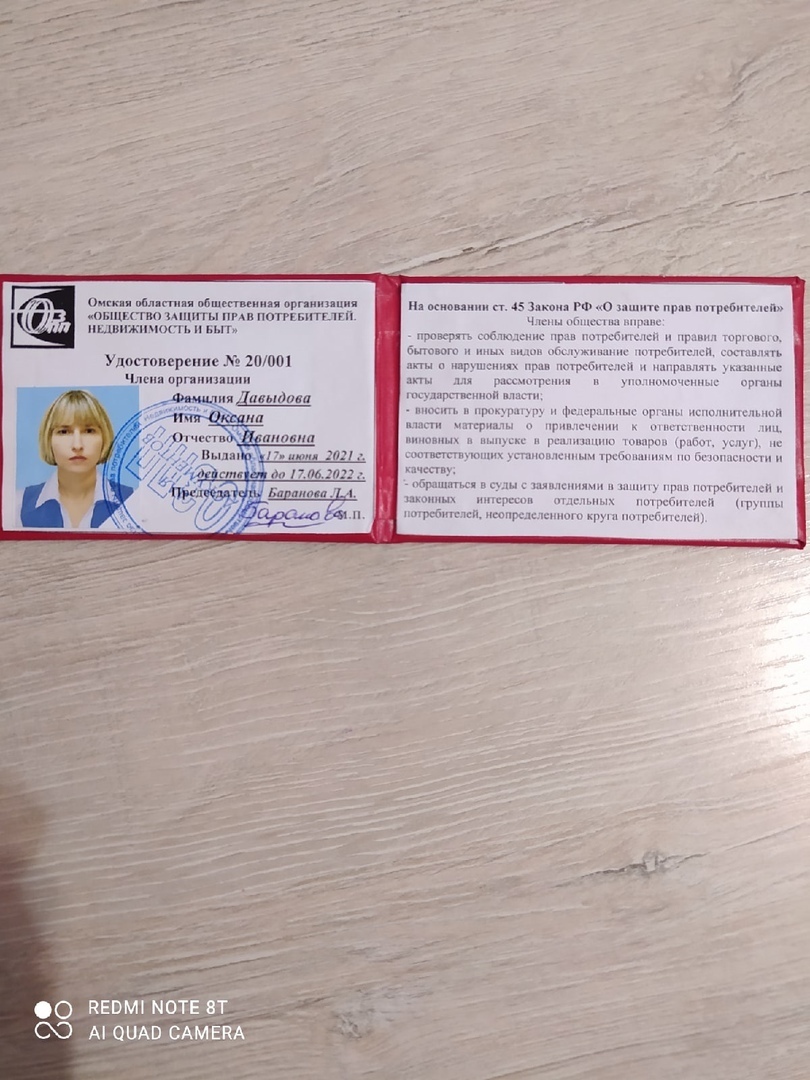 ОЗ
ПП
Омская областная общественная организация
«ОБЩЕСТВО ЗАЩИТЫ ПРАВ ПОТРЕБИТЕЛЕЙ.
НЕДВИЖИМОСТЬ И БЫТ»
Удостоверение № 20/001
Члена организации
Фамилия Давыдова
Имя Оксана
Отчество Ивановна
Выдано «17» июня 2021 г.
действует до 17.06.2022 г.
Председатель Баранова Л.А.
М.П.
На основании ст. 45 Закона РФ «О защите прав потребителей»
Члены общества вправе:
- проверять соблюдение прав потребителей и правил торгового,
бытового и иных видов обслуживание потребителей, составлять
акты о нарушениях прав потребителей и направлять указанные
акты для рассмотрения в уполномоченные органы
государственной власти;
- вносить в прокуратуру и федеральные органы исполнительной
власти материалы о привлечении к ответственности лиц,
виновных в выпуске в реализацию товаров (работ, услуг), не
соответствующих установленным требованиям по безопасности и
качеству;
- обращаться в суды с заявлениями в защиту прав потребителей и
законных интересов отдельных потребителей (группы
потребителей, неопределенного круга потребителей).
REDMI NOTE 8T
AI QUAD CAMERA